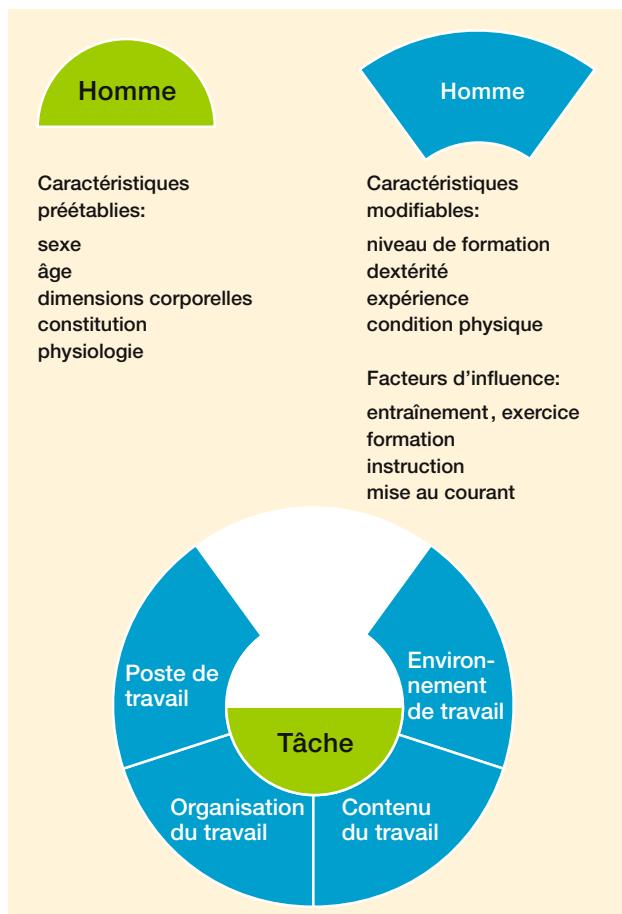 Homme
Caractéristiques
préétablies:
sexe
âge
dimensions corporelles
constitution
physiologie
Homme
Caractéristiques
modifiables:
niveau de formation
dextérité
expérience
condition physique
Facteurs d'influence:
entraînement, exercice
formation
instruction
mise au courant
Poste de
travail
Environ-
nement
de travail
Tâche
Organisation
du travail
Contenu
du travail